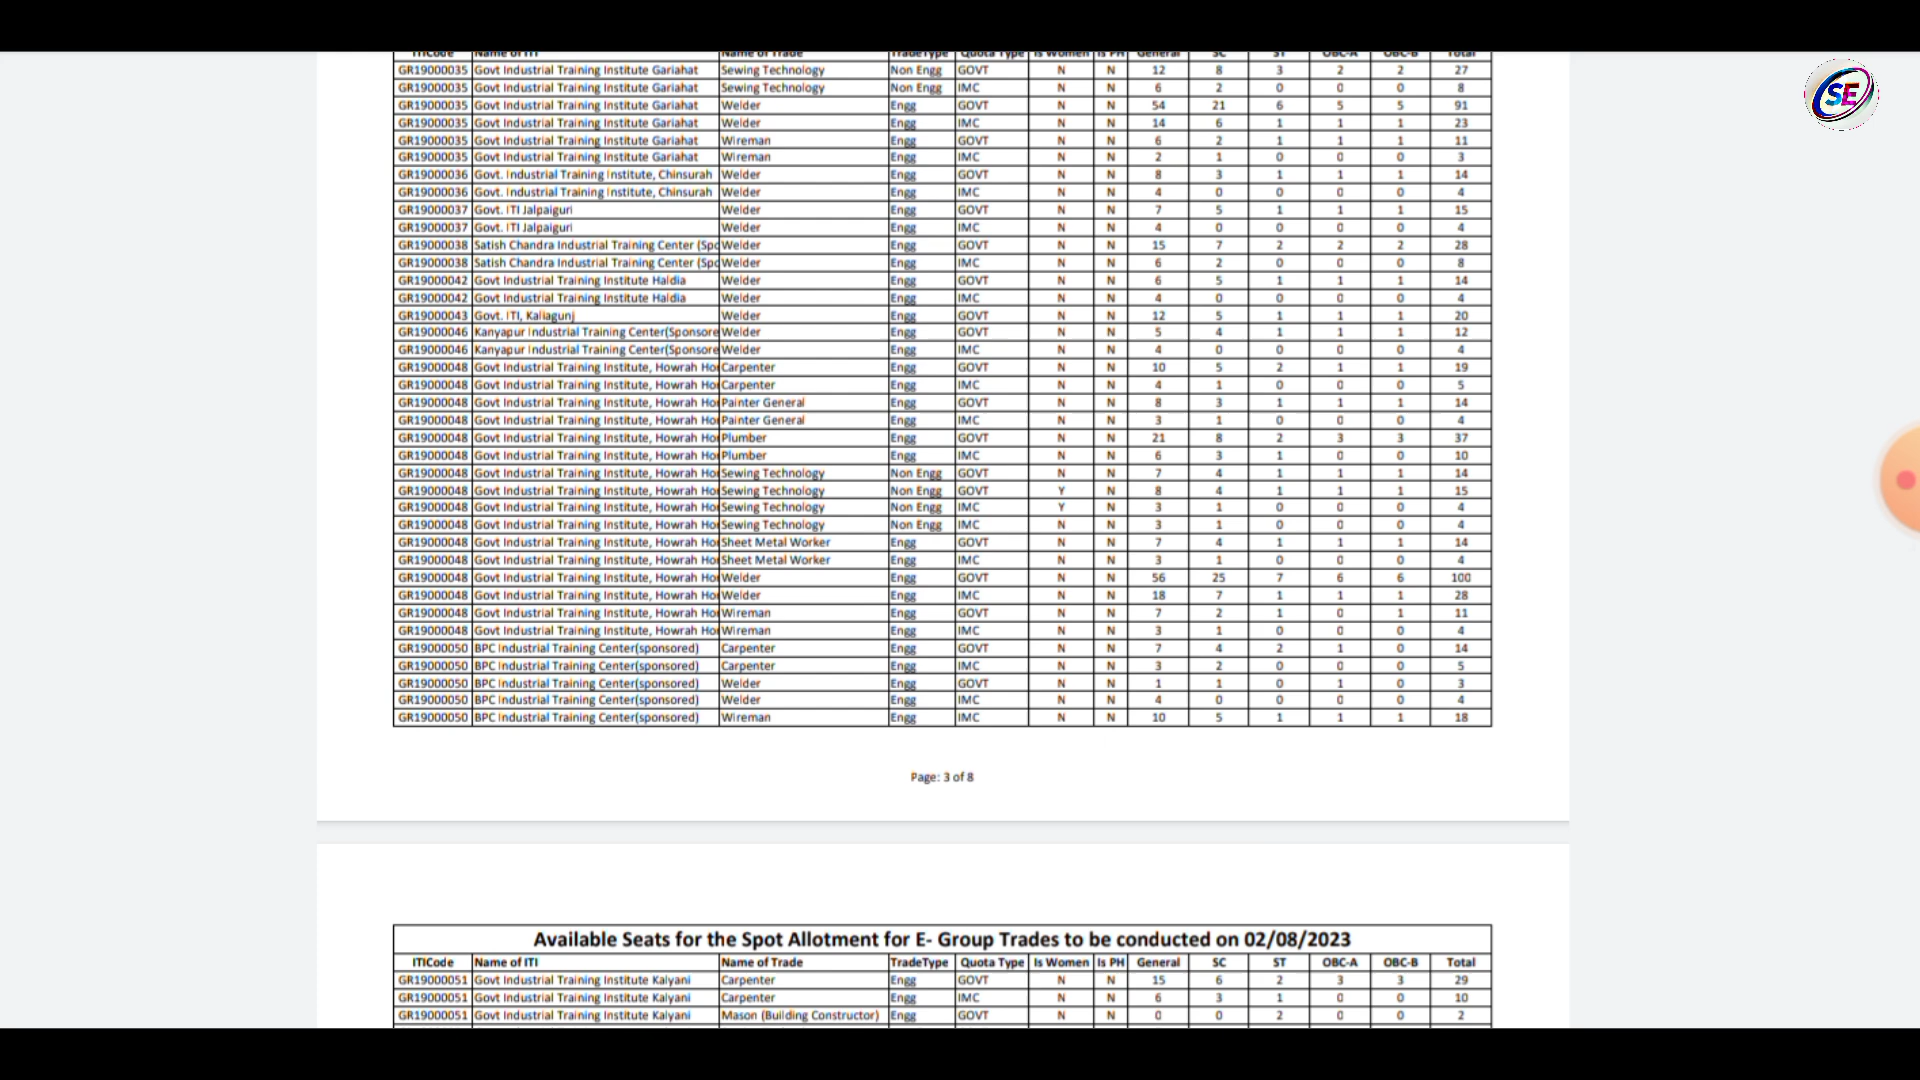 ITICode Name of ITI Name of Trade TradeType Quota Type Is Women Is PH General SC ST OBC-A OBC-B Total
GR19000035 Govt Industrial Training Institute Gariahat Sewing Technology Non Engg GOVT N N 12 8 3 2 2 27
GR19000035 Govt Industrial Training Institute Gariahat Sewing Technology Non Engg IMC N N 6 2 0 0 0 8
GR19000035 Govt Industrial Training Institute Gariahat Welder Engg GOVT N N 54 21 6 5 5 91
GR19000035 Govt Industrial Training Institute Gariahat Welder Engg IMC N N 14 6 1 1 1 23
GR19000035 Govt Industrial Training Institute Gariahat Wireman Engg GOVT N N 6 2 1 1 1 11
GR19000035 Govt Industrial Training Institute Gariahat Wireman Engg IMC N N 2 1 0 0 0 3
GR19000036 Govt. Industrial Training Institute, Chinsurah Welder Engg GOVT N N 8 3 1 1 1 14
GR19000036 Govt. Industrial Training Institute, Chinsurah Welder Engg IMC N N 4 0 0 0 0 4
GR19000037 Govt. ITI Jalpaiguri Welder Engg GOVT N N 7 5 1 1 1 15
GR19000037 Govt. ITI Jalpaiguri Welder Engg IMC N N 4 0 0 0 0 4
GR19000038 Satish Chandra Industrial Training Center (Spo Welder Engg GOVT N N 15 7 2 2 2 28
GR19000038 Satish Chandra Industrial Training Center (Spo Welder Engg IMC N N 6 2 0 0 0 8
GR19000042 Govt Industrial Training Institute Haldia Welder Engg GOVT N N 6 5 1 1 1 14
GR19000042 Govt Industrial Training Institute Haldia Welder Engg IMC N N 4 0 0 0 0 4
GR19000043 Govt. ITI, Kaliagunj Welder Engg GOVT N N 12 5 1 1 1 20
GR19000046 Kanyapur Industrial Training Center(Sponsore Welder Engg GOVT N N 5 4 1 1 1 12
GR19000046 Kanyapur Industrial Training Center(Sponsore Welder Engg IMC N N 4 0 0 0 0 4
GR19000048 Govt Industrial Training Institute, Howrah Ho Carpenter Engg GOVT N N 10 5 2 1 1 19
GR19000048 Govt Industrial Training Institute, Howrah Ho Carpenter Engg IMC N N 4 1 0 0 0 5
GR19000048 Govt Industrial Training Institute, Howrah Ho Painter General Engg GOVT N N 8 3 1 1 1 14
GR19000048 Govt Industrial Training Institute, Howrah Ho Painter General Engg IMC N N 3 1 0 0 0 4
GR19000048 Govt Industrial Training Institute, Howrah Ho Plumber Engg GOVT N N 21 8 2 3 3 37
GR19000048 Govt Industrial Training Institute, Howrah Ho Plumber Engg IMC N N 6 3 1 0 0 10
GR19000048 Govt Industrial Training Institute, Howrah Ho Sewing Technology Non Engg GOVT N N 7 4 1 1 1 14
GR19000048 Govt Industrial Training Institute, Howrah Ho Sewing Technology Non Engg GOVT Y N 8 4 1 1 1 15
GR19000048 Govt Industrial Training Institute, Howrah Ho Sewing Technology Non Engg IMC Y N 3 1 0 0 0 4
GR19000048 Govt Industrial Training Institute, Howrah Ho Sewing Technology Non Engg IMC N N 3 1 0 0 0 4
GR19000048 Govt Industrial Training Institute, Howrah Ho Sheet Metal Worker Engg GOVT N N 7 4 1 1 1 14
GR19000048 Govt Industrial Training Institute, Howrah Ho Sheet Metal Worker Engg IMC N N 3 1 0 0 0 4
GR19000048 Govt Industrial Training Institute, Howrah Ho Welder Engg GOVT N N 56 25 7 6 6 100
GR19000048 Govt Industrial Training Institute, Howrah Ho Welder Engg IMC N N 18 7 1 1 1 28
GR19000048 Govt Industrial Training Institute, Howrah Ho Wireman Engg GOVT N N 7 2 1 0 1 11
GR19000048 Govt Industrial Training Institute, Howrah Ho Wireman Engg IMC N N 3 1 0 0 0 4
GR19000050 BPC Industrial Training Center(sponsored) Carpenter Engg GOVT N N 7 4 2 1 0 14
GR19000050 BPC Industrial Training Center(sponsored) Carpenter Engg IMC N N 3 2 0 0 0 5
GR19000050 BPC Industrial Training Center(sponsored) Welder Engg GOVT N N 1 1 0 1 0 3
GR19000050 BPC Industrial Training Center(sponsored) Welder Engg IMC N N 4 0 0 0 0 4
GR19000050 BPC Industrial Training Center(sponsored) Wireman Engg IMC N N 10 5 1 1 1 18
Page: 3 of 8
Available Seats for the Spot Allotment for E- Group Trades to be conducted on 02/08/2023
ITICode Name of ITI Name of Trade TradeType Quota Type Is Women Is PH General SC ST OBC-A OBC-B Total
GR19000051 Govt Industrial Training Institute Kalyani Carpenter Engg GOVT N N 15 6 2 3 3 29
GR19000051 Govt Industrial Training Institute Kalyani Carpenter Engg IMC N N 6 3 1 0 0 10
GR19000051 Govt Industrial Training Institute Kalyani Mason (Building Constructor) Engg GOVT N N 0 0 2 0 0 2
SE